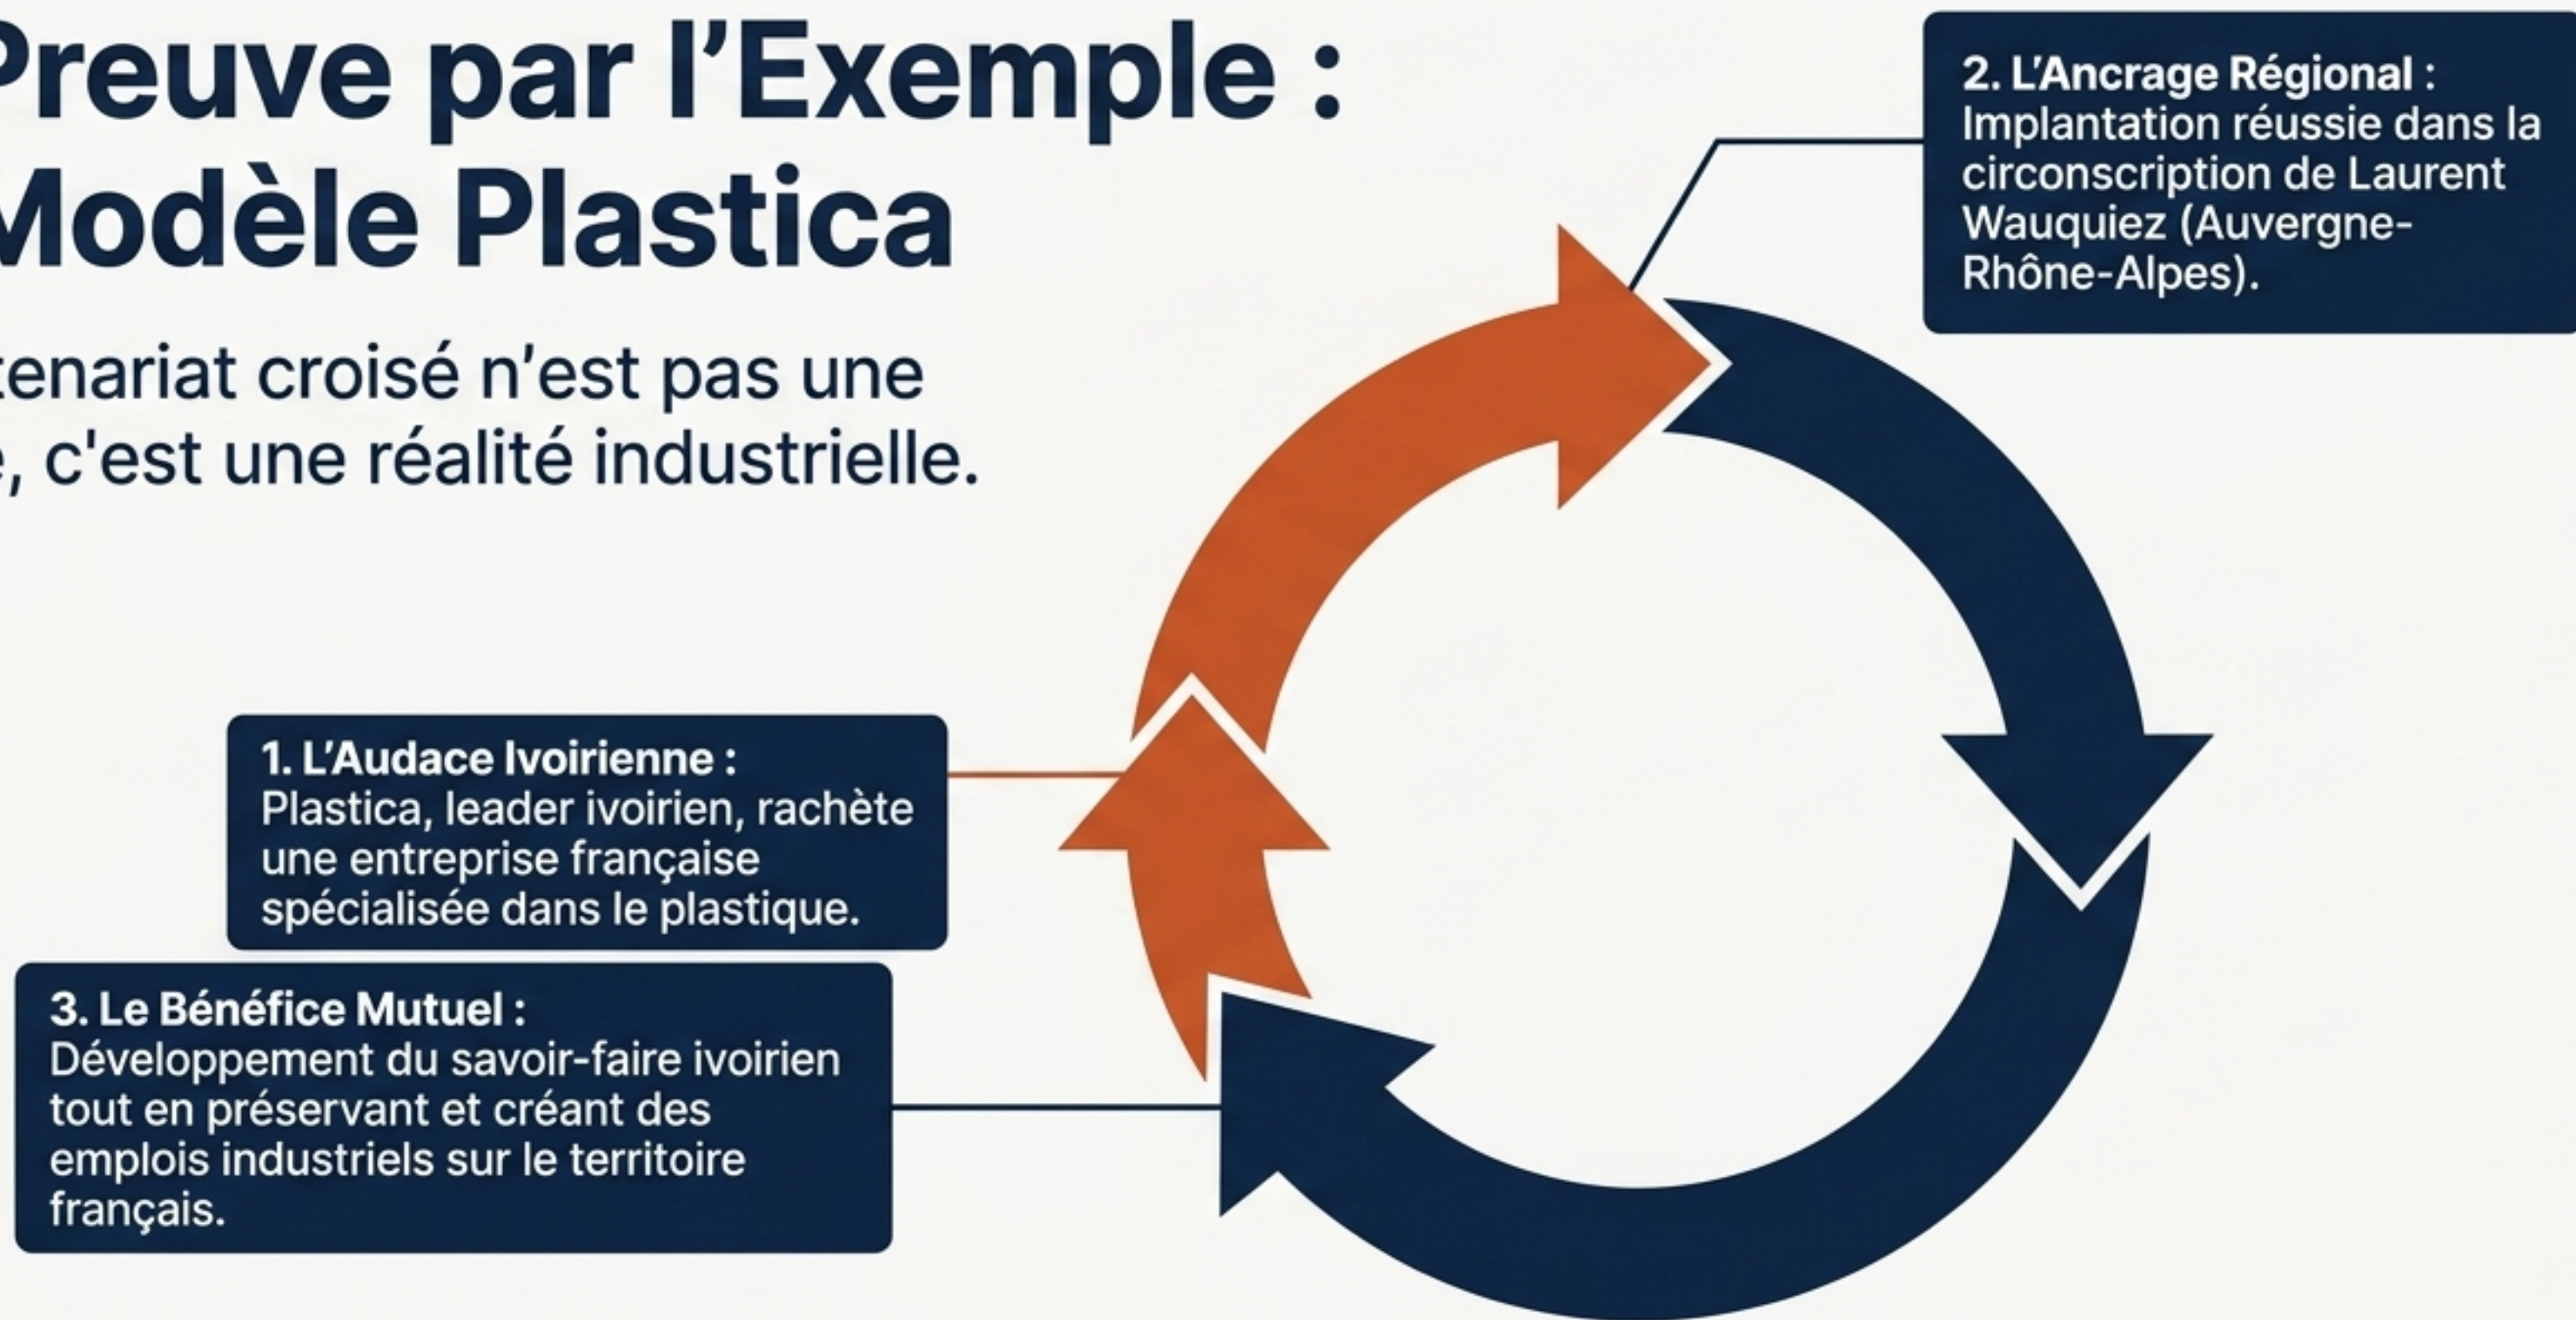 Preuve par l’Exemple :
Modèle Plastica
tenariat croisé n’est pas une
e, c'est une réalité industrielle.
2. L’Ancrage Régional :
Implantation réussie dans la
circonscription de Laurent
Wauquiez (Auvergne-
Rhône-Alpes).
1. L’Audace Ivoirienne :
Plastica, leader ivoirien, rachète
une entreprise française
spécialisée dans le plastique.
3. Le Bénéfice Mutuel :
Développement du savoir-faire ivoirien
tout en préservant et créant des
emplois industriels sur le territoire
français.